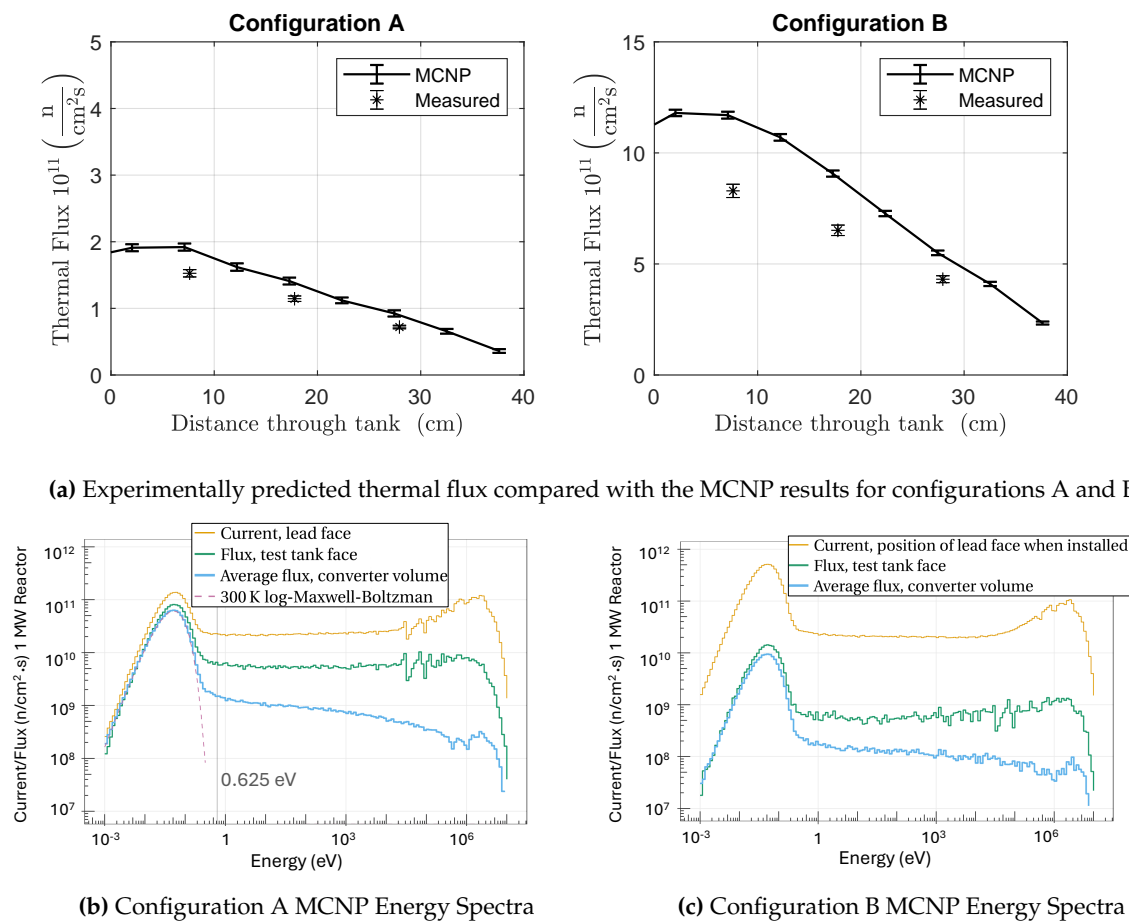 Configuration A
Thermal Flux 10^11 (n/cm²s)
5
4
3
2
1
0
MCNP
Measured
0 10 20 30 40
Distance through tank (cm)
Configuration B
Thermal Flux 10^11 (n/cm²s)
15
10
5
0
MCNP
Measured
0 10 20 30 40
Distance through tank (cm)
(a) Experimentally predicted thermal flux compared with the MCNP results for configurations A and B
Current/Flux (n/cm²·s) 1 MW Reactor
10^12
10^11
10^10
10^9
10^8
10^7
Current, lead face
Flux, test tank face
Average flux, converter volume
300 K log-Maxwell-Boltzman
0.625 eV
10^-3 1 10^3 10^6
Energy (eV)
(b) Configuration A MCNP Energy Spectra
Current/Flux (n/cm²·s) 1 MW Reactor
10^12
10^11
10^10
10^9
10^8
10^7
Current, position of lead face when installed
Flux, test tank face
Average flux, converter volume
10^-3 1 10^3 10^6
Energy (eV)
(c) Configuration B MCNP Energy Spectra